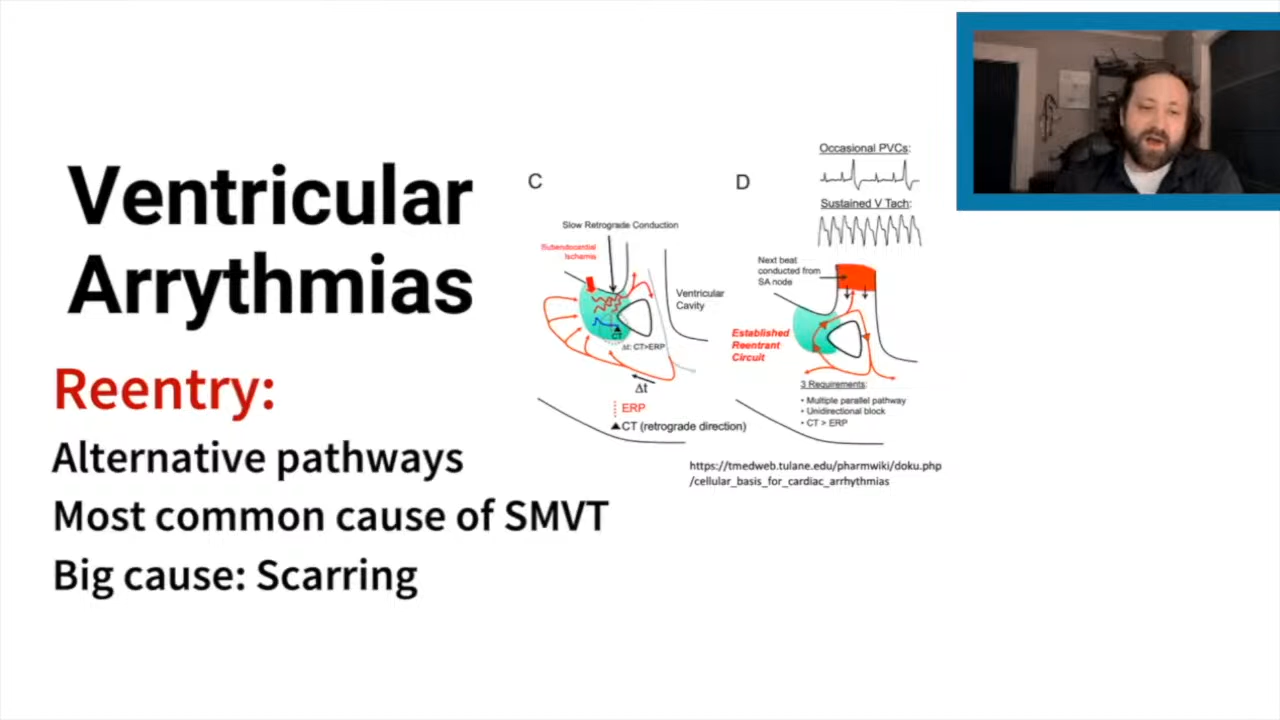 Ventricular
Arrythmias
Reentry:
Alternative pathways
Most common cause of SMVT
Big cause: Scarring
C
Slow Retrograde Conduction
Subendocardial
Ischemia
Ventricular
Cavity
CT
Δt: CT>ERP
Δt
ERP
CT (retrograde direction)
D
Occasional PVCs:
Sustained V Tach:
Next beat
conducted from
SA node
Established
Reentrant
Circuit
3 Requirements:
• Multiple parallel pathway
• Unidirectional block
• CT > ERP
https://tmedweb.tulane.edu/pharmwiki/doku.php
/cellular_basis_for_cardiac_arrhythmias